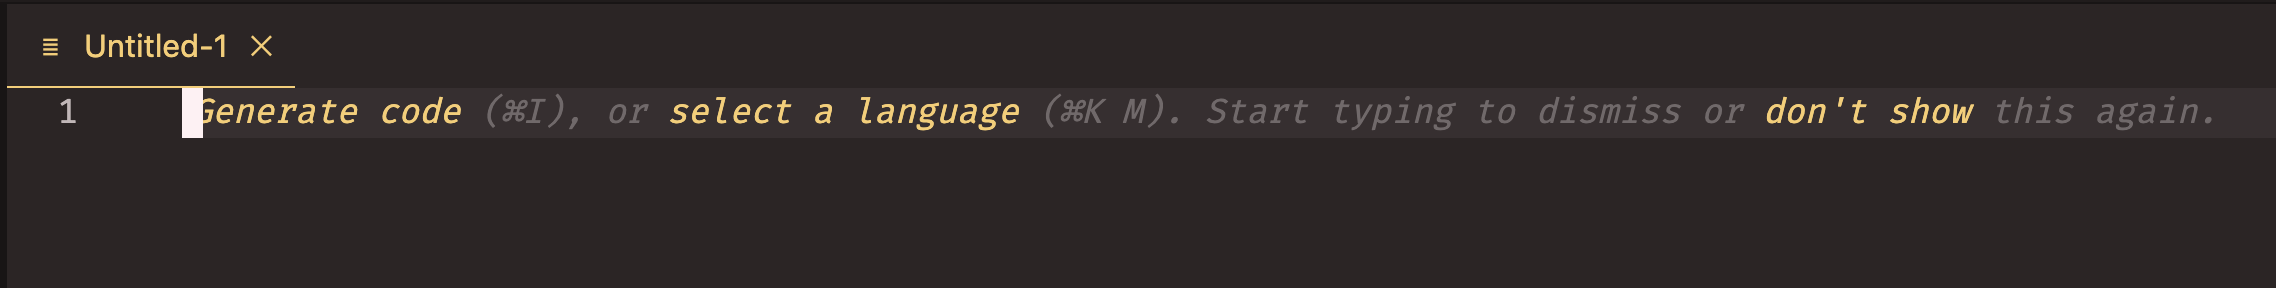 Untitled-1
1 Generate code (⌘I), or select a language (⌘K M). Start typing to dismiss or don't show this again.